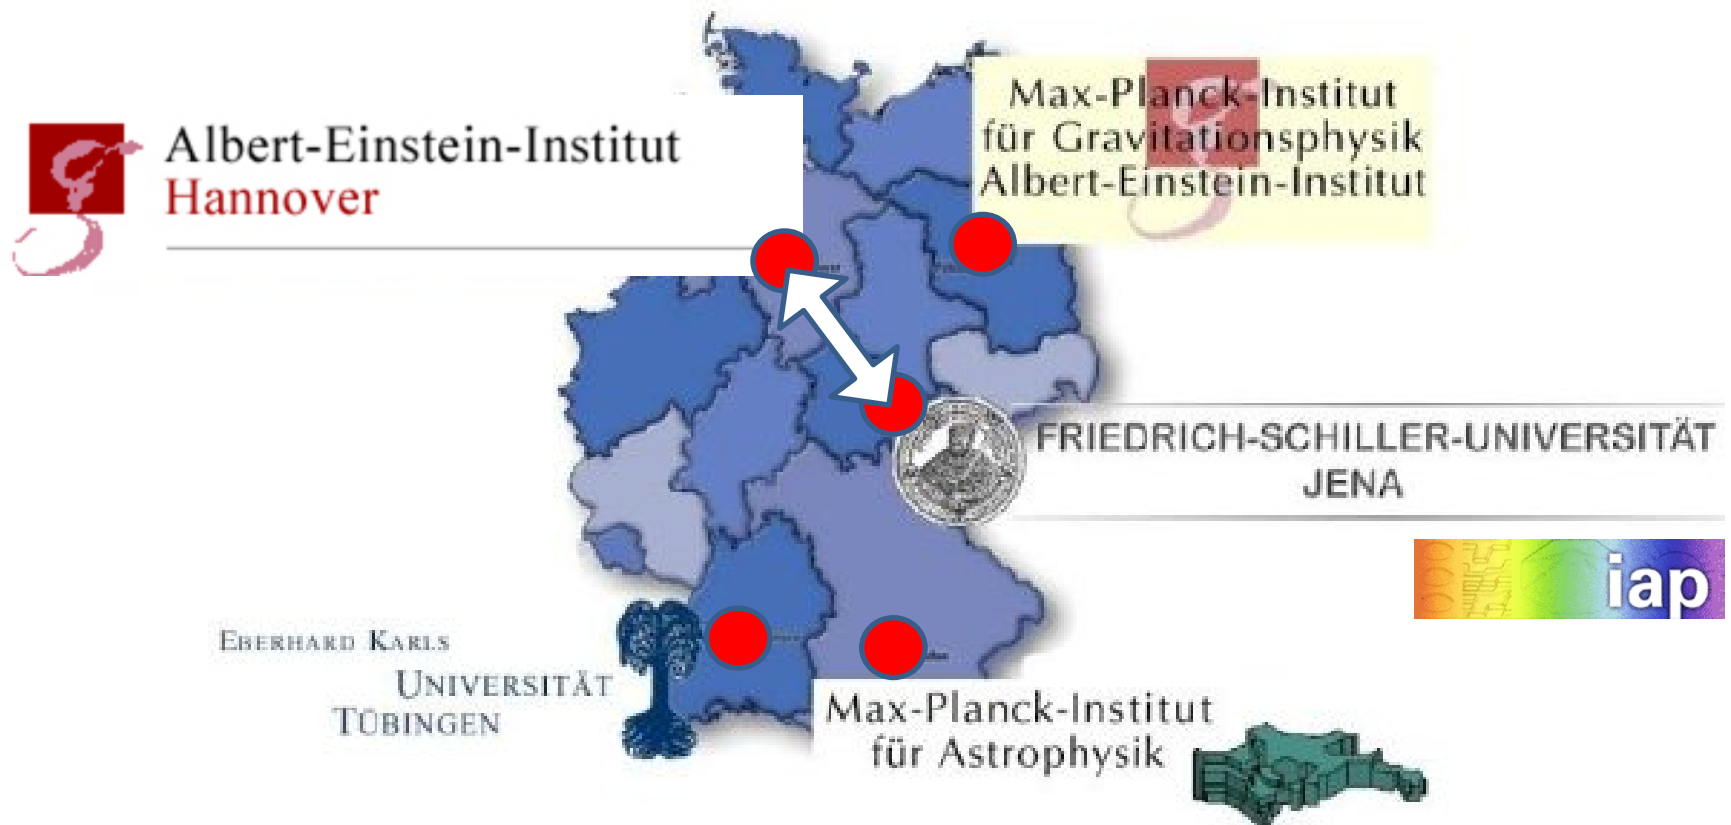 Max-Planck-Institut
für Gravitationsphysik
Albert-Einstein-Institut
Albert-Einstein-Institut
Hannover
FRIEDRICH-SCHILLER-UNIVERSITÄT
JENA
iap
EBERHARD KARLS
UNIVERSITÄT
TÜBINGEN
Max-Planck-Institut
für Astrophysik